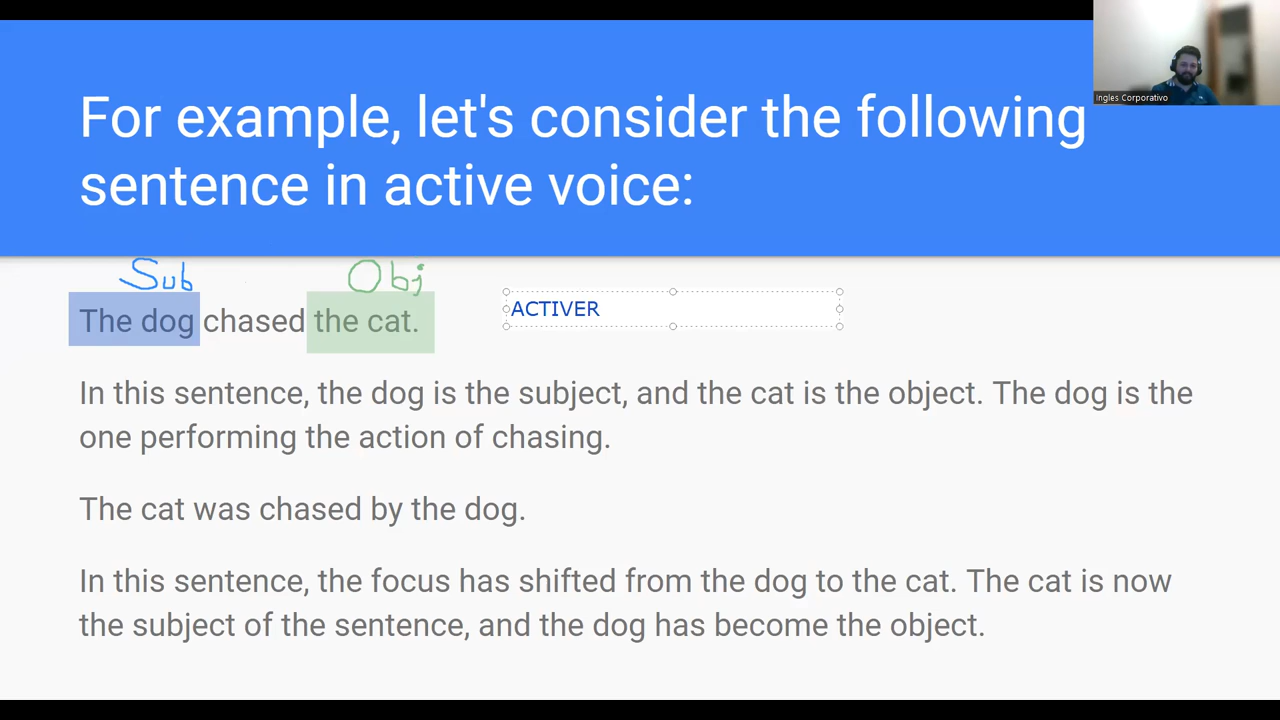 For example, let's consider the following
sentence in active voice:
Ingles Corporativo
Sub
Obj
The dog chased the cat.
ACTIVER
In this sentence, the dog is the subject, and the cat is the object. The dog is the
one performing the action of chasing.
The cat was chased by the dog.
In this sentence, the focus has shifted from the dog to the cat. The cat is now
the subject of the sentence, and the dog has become the object.